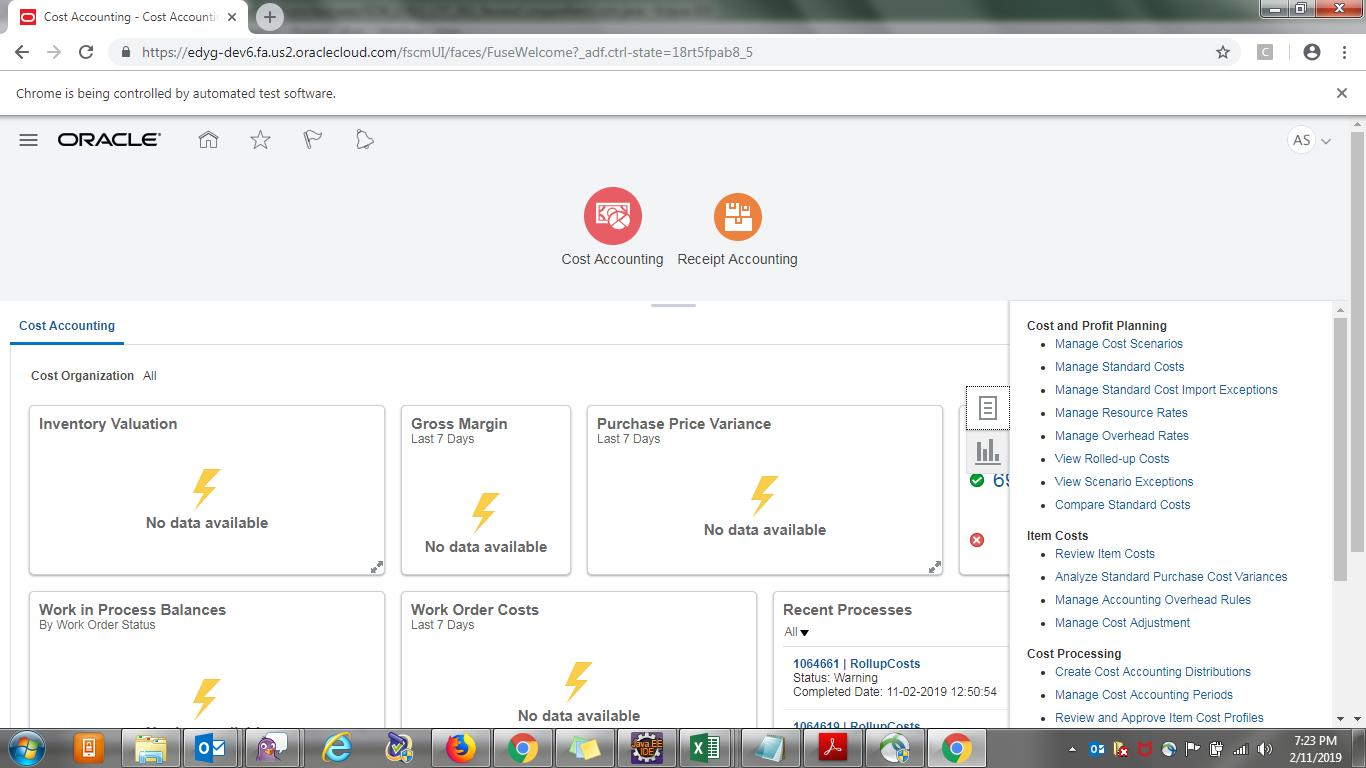 Cost Accounting - Cost Accounti
https://edyg-dev6.fa.us2.oraclecloud.com/fscmUI/faces/FuseWelcome?_adf.ctrl-state=18rt5fpab8_5
C
Chrome is being controlled by automated test software.
ORACLE
AS
Cost Accounting
Receipt Accounting
Cost Accounting
Cost Organization All
Inventory Valuation
No data available
Gross Margin
Last 7 Days
No data available
Purchase Price Variance
Last 7 Days
No data available
Work in Process Balances
By Work Order Status
Work Order Costs
Last 7 Days
No data available
Recent Processes
All
1064661 | RollupCosts
Status: Warning
Completed Date: 11-02-2019 12:50:54
1064619 | RollupCosts
Cost and Profit Planning
Manage Cost Scenarios
Manage Standard Costs
Manage Standard Cost Import Exceptions
Manage Resource Rates
Manage Overhead Rates
View Rolled-up Costs
View Scenario Exceptions
Compare Standard Costs
Item Costs
Review Item Costs
Analyze Standard Purchase Cost Variances
Manage Accounting Overhead Rules
Manage Cost Adjustment
Cost Processing
Create Cost Accounting Distributions
Manage Cost Accounting Periods
Review and Approve Item Cost Profiles
Java EE
IDE
7:23 PM
2/11/2019